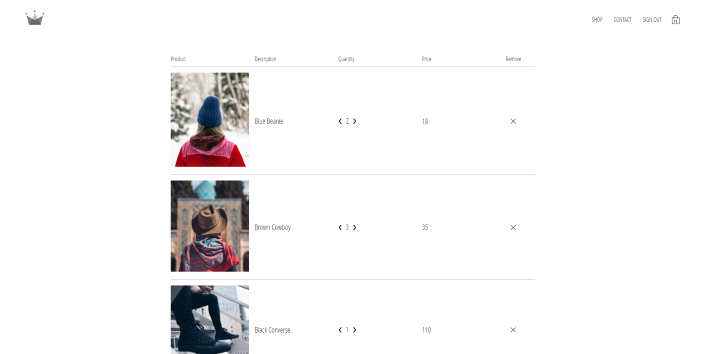 SHOP CONTACT SIGN OUT
Product Description Quantity Price Remove
Blue Beanie ❮ 2 ❯ 18 ✕
Brown Cowboy ❮ 3 ❯ 35 ✕
Black Converse ❮ 1 ❯ 110 ✕